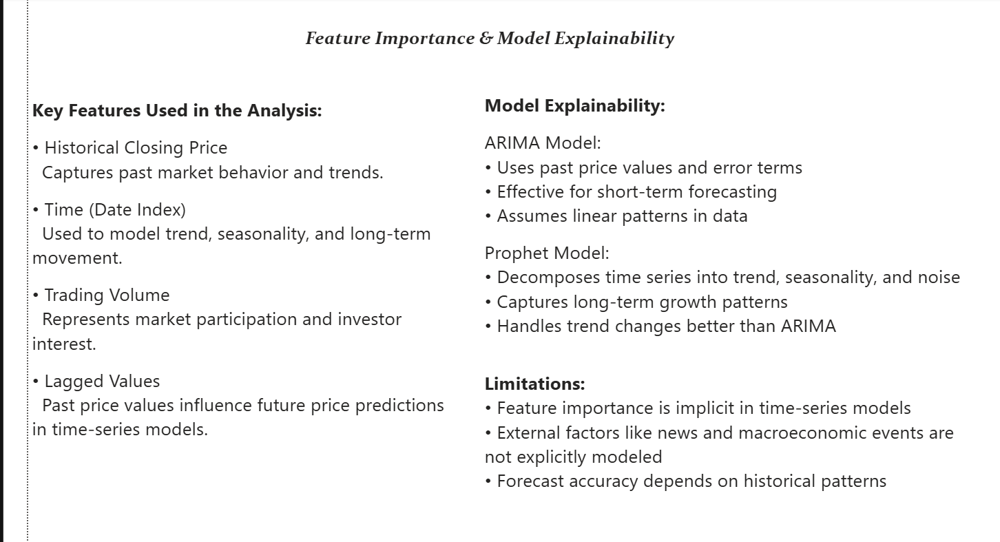 Feature Importance & Model Explainability
Key Features Used in the Analysis:
• Historical Closing Price
Captures past market behavior and trends.
• Time (Date Index)
Used to model trend, seasonality, and long-term
movement.
• Trading Volume
Represents market participation and investor
interest.
• Lagged Values
Past price values influence future price predictions
in time-series models.
Model Explainability:
ARIMA Model:
• Uses past price values and error terms
• Effective for short-term forecasting
• Assumes linear patterns in data
Prophet Model:
• Decomposes time series into trend, seasonality, and noise
• Captures long-term growth patterns
• Handles trend changes better than ARIMA
Limitations:
• Feature importance is implicit in time-series models
• External factors like news and macroeconomic events are
not explicitly modeled
• Forecast accuracy depends on historical patterns